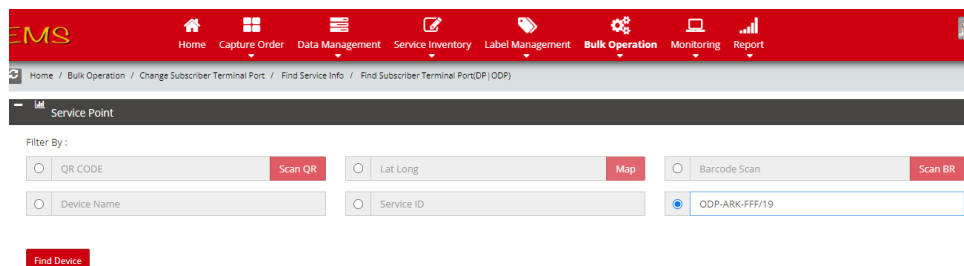 EMS
Home Capture Order Data Management Service Inventory Label Management Bulk Operation Monitoring Report
Home / Bulk Operation / Change Subscriber Terminal Port / Find Service Info / Find Subscriber Terminal Port(DP|ODP)
Service Point
Filter By :
QR CODE Scan QR Lat Long Map Barcode Scan Scan BR
Device Name Service ID ODP-ARK-FFF/19
Find Device